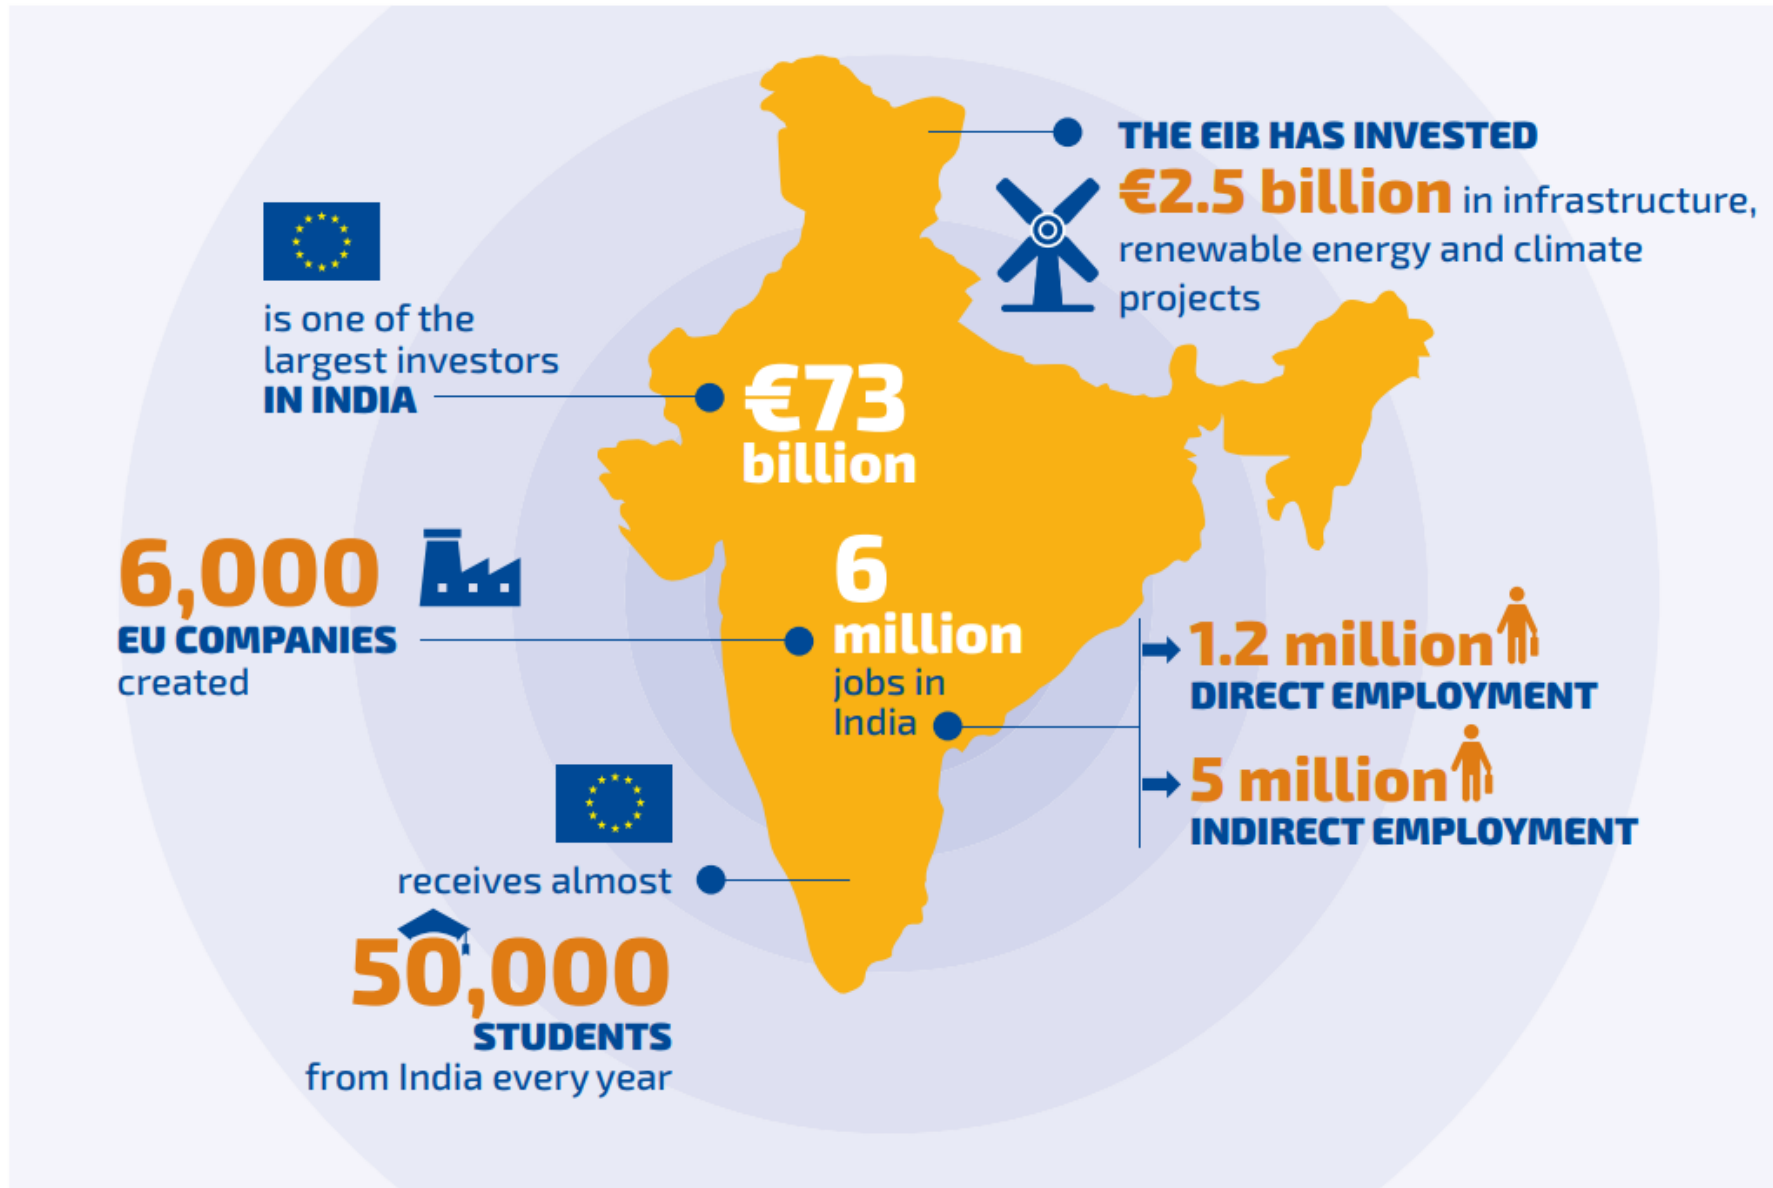 THE EIB HAS INVESTED
€2.5 billion in infrastructure,
renewable energy and climate
projects
is one of the
largest investors
IN INDIA
€73
billion
6,000
EU COMPANIES
created
6
million
jobs in
India
1.2 million
DIRECT EMPLOYMENT
5 million
INDIRECT EMPLOYMENT
receives almost
50,000
STUDENTS
from India every year